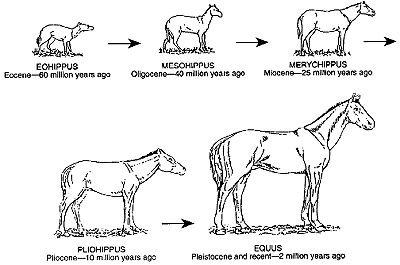 EOHIPPUS
Eocene—60 million years ago
MESOHIPPUS
Oligocene—40 million years ago
MERYCHIPPUS
Miocene—25 million years ago
PLIOHIPPUS
Pliocene—10 million years ago
EQUUS
Pleistocene and recent—2 million years ago